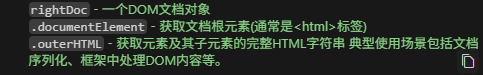 rightDoc - 一个DOM文档对象
.documentElement - 获取文档根元素(通常是<html>标签)
.outerHTML - 获取元素及其子元素的完整HTML字符串 典型使用场景包括文档
序列化、框架中处理DOM内容等。